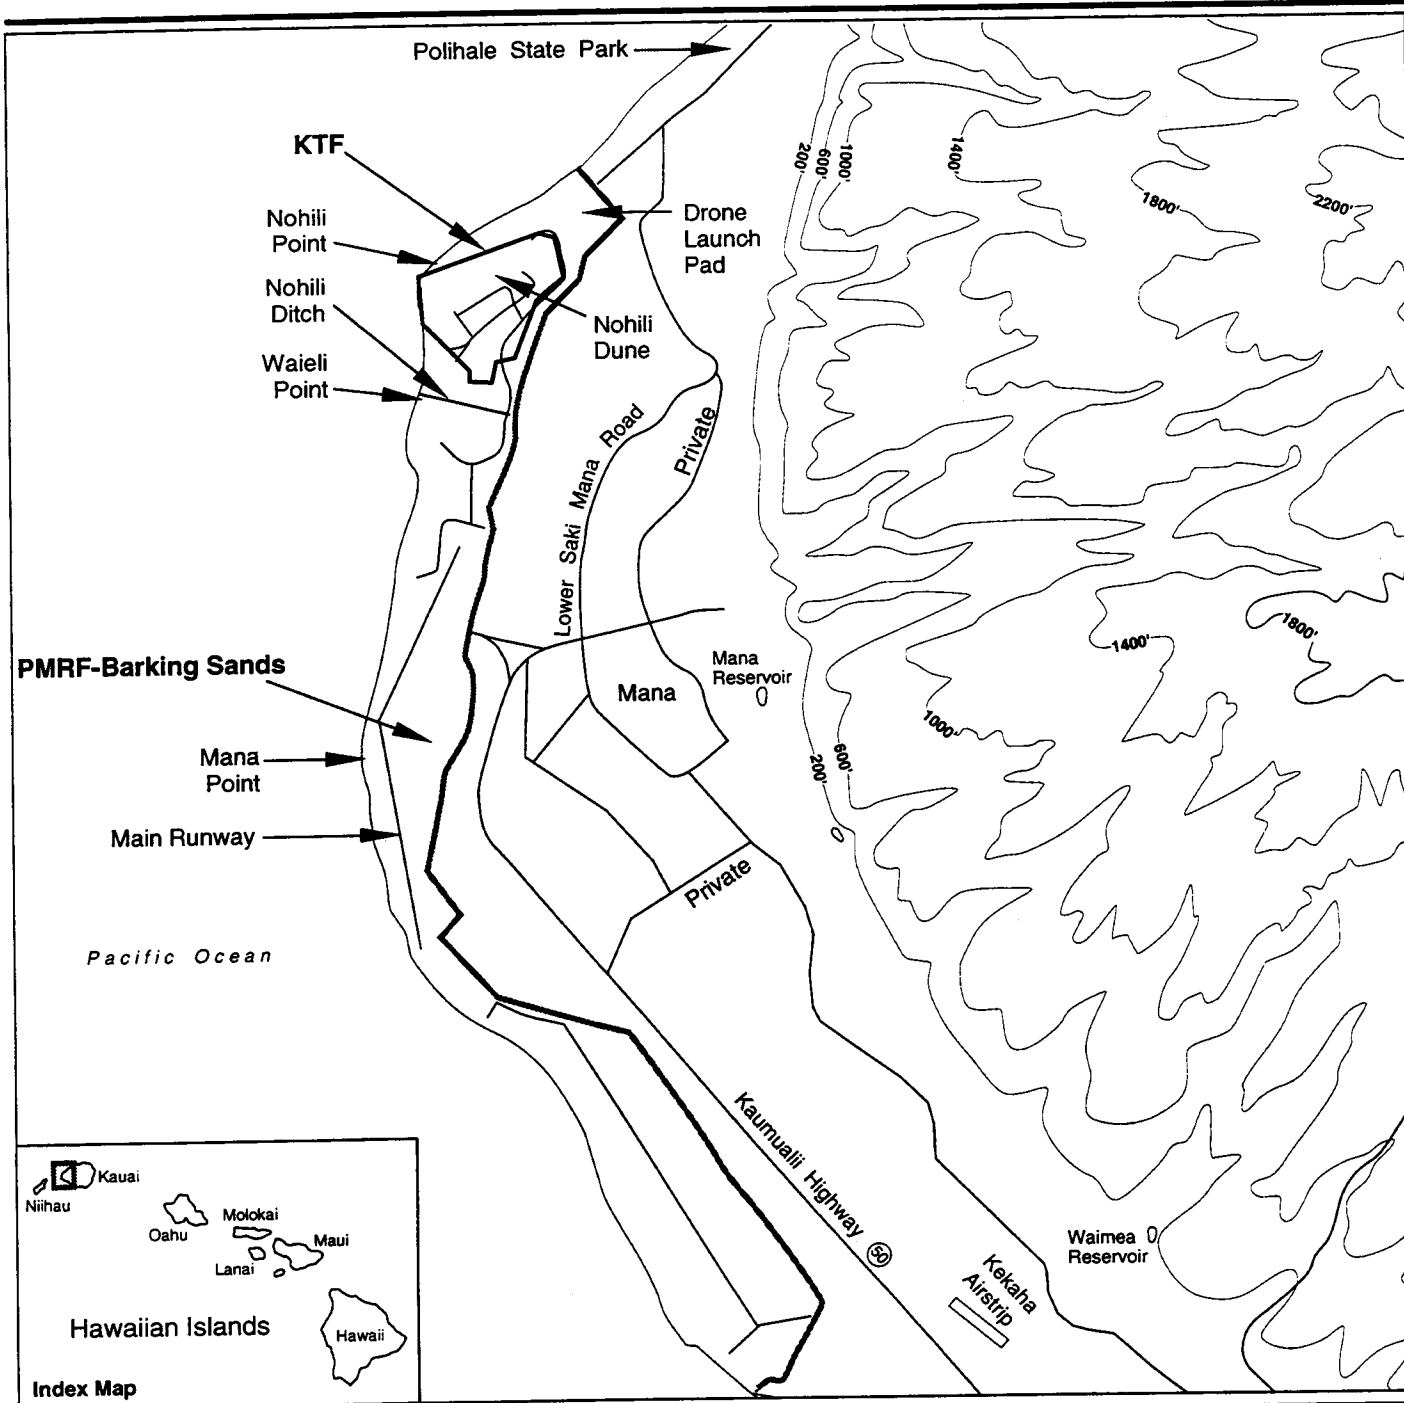 Polihale State Park
KTF
Nohili
Point
Drone
Launch
Pad
Nohili
Ditch
Nohili
Dune
Waieli
Point
200'
600'
1000'
1400'
1800'
2200'
Lower Saki Mana Road
Private
PMRF-Barking Sands
Mana
Mana
Reservoir
1400'
1800'
1000'
600'
200'
Mana
Point
Main Runway
Private
Pacific Ocean
Kaumualii Highway 50
Kekaha
Airstrip
Waimea
Reservoir
Kauai
Niihau
Oahu
Molokai
Maui
Lanai
Hawaii
Hawaiian Islands
Index Map